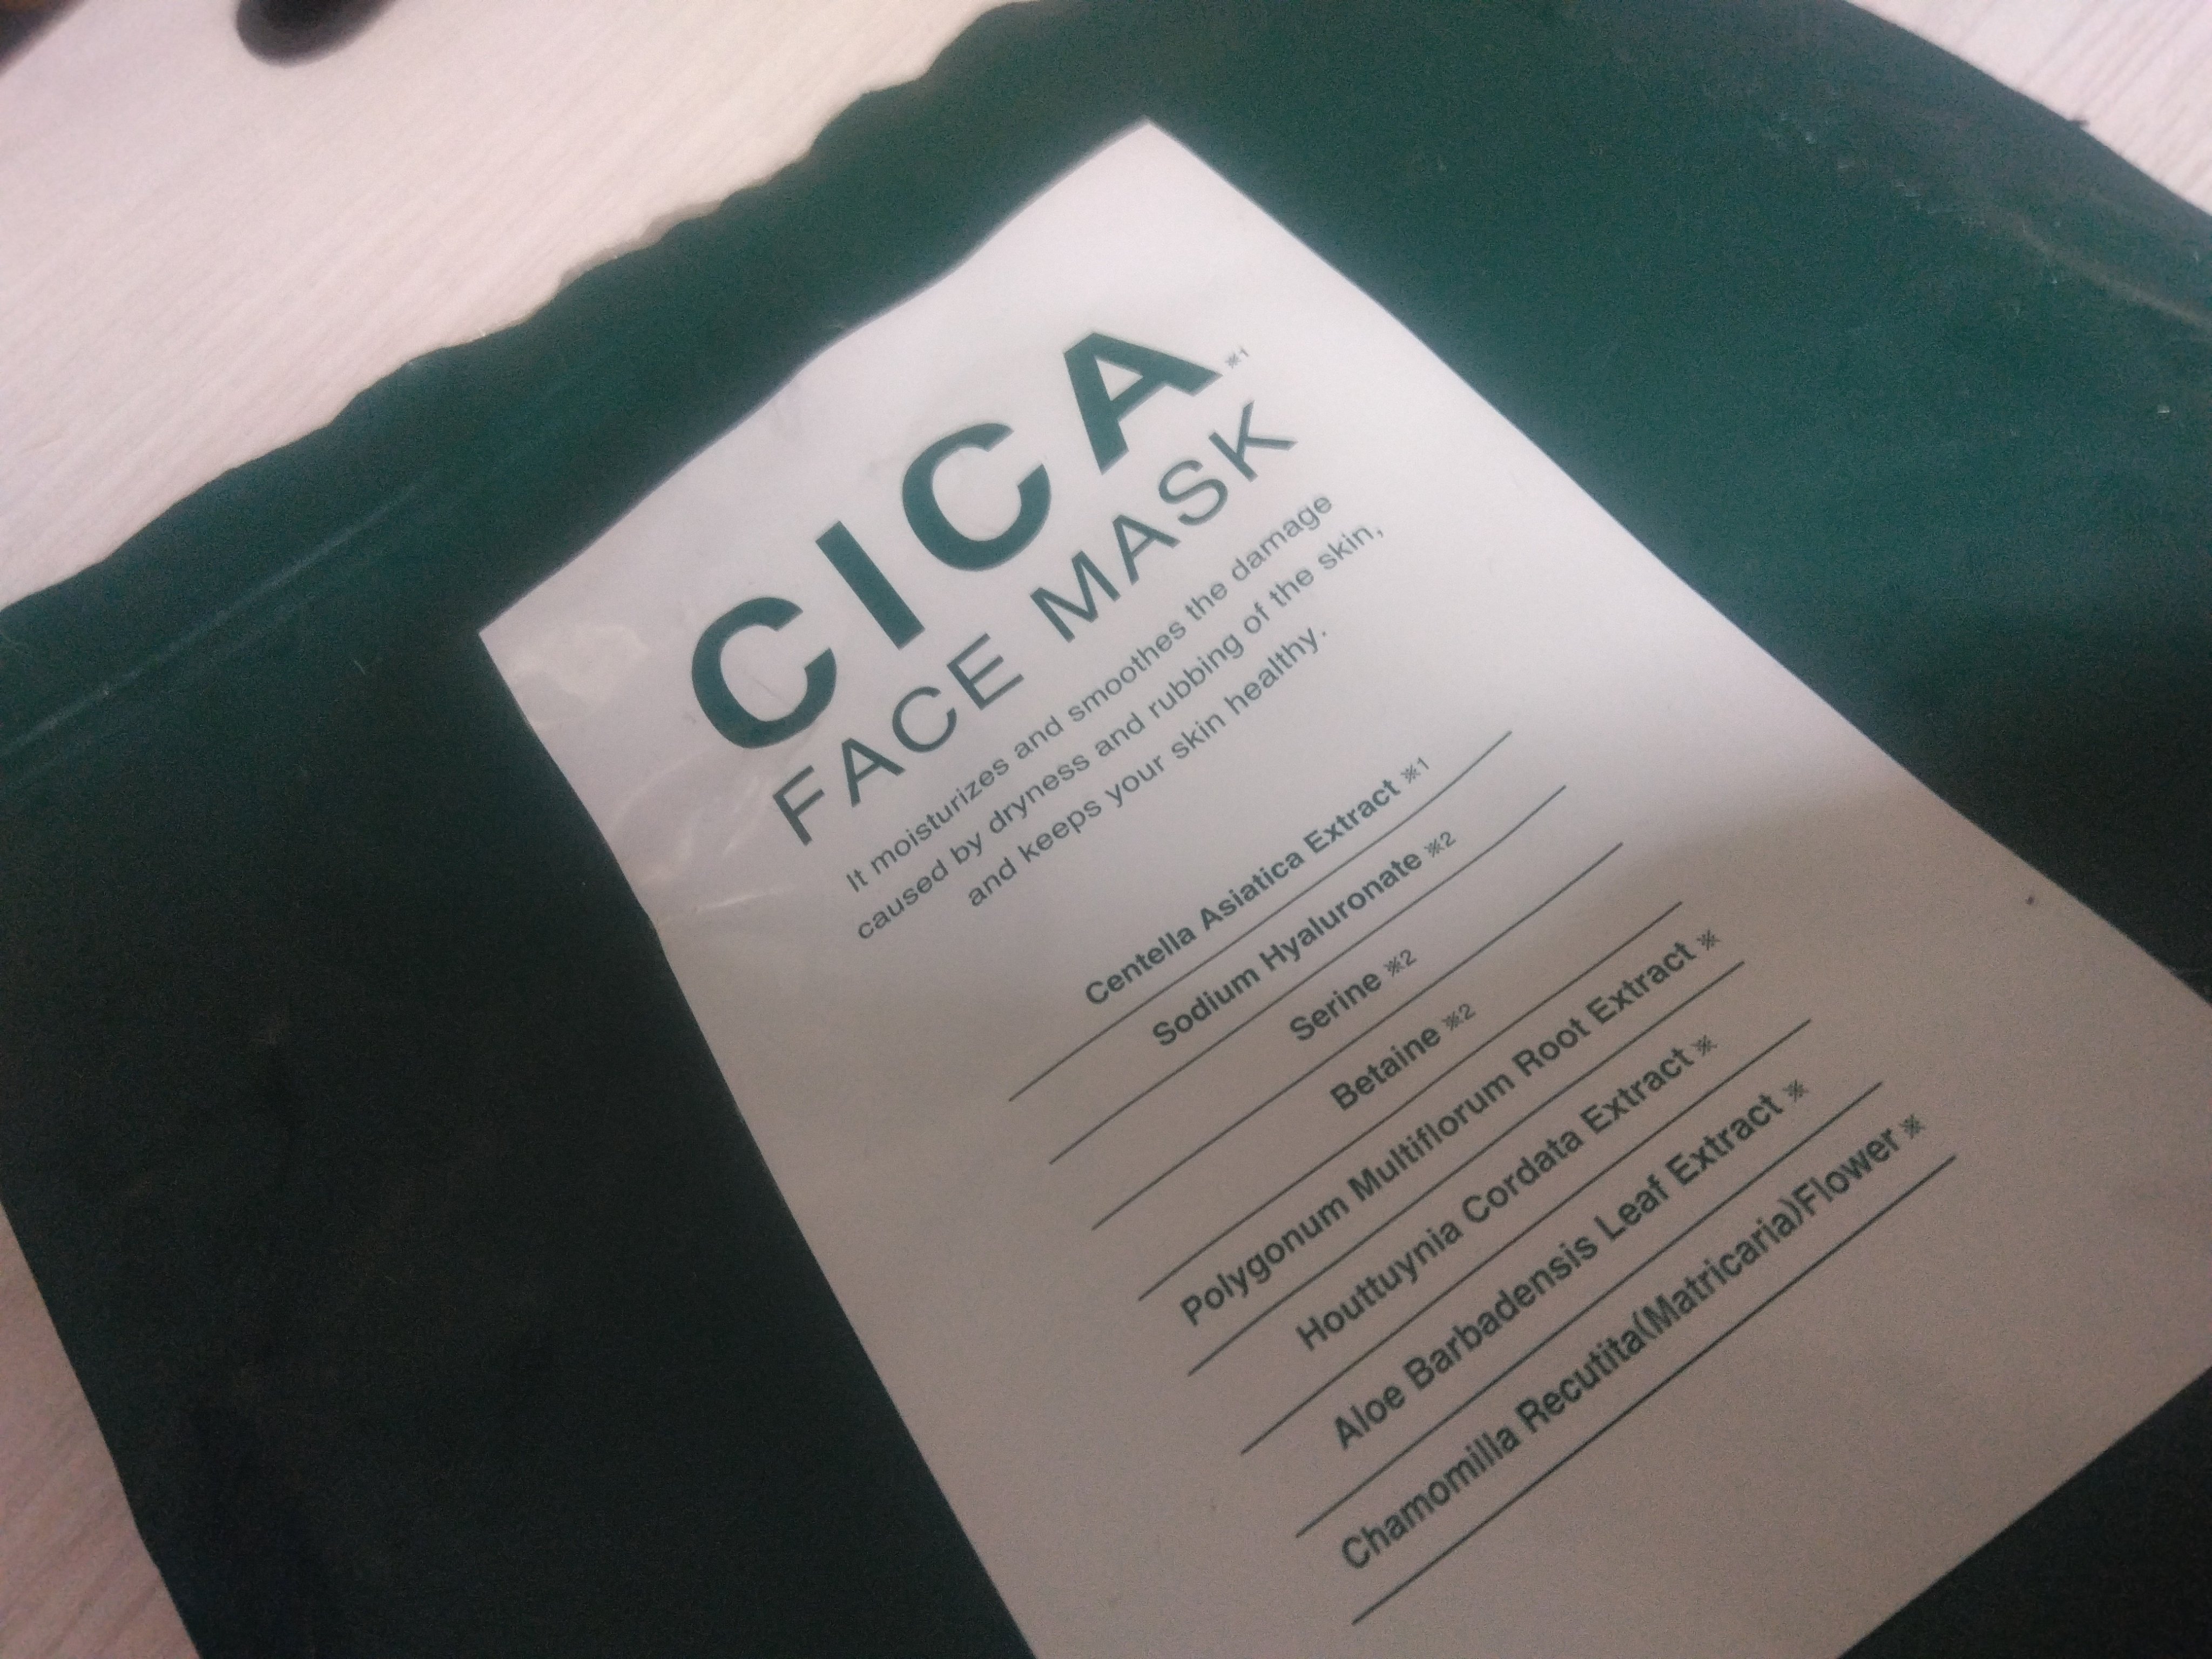 CICA※1
FACE MASK
It moisturizes and smoothes the damage
caused by dryness and rubbing of the skin,
and keeps your skin healthy.
Centella Asiatica Extract ※1
Sodium Hyaluronate ※2
Serine ※2
Betaine ※2
Polygonum Multiflorum Root Extract ※
Houttuynia Cordata Extract ※
Aloe Barbadensis Leaf Extract ※
Chamomilla Recutita(Matricaria)Flower ※